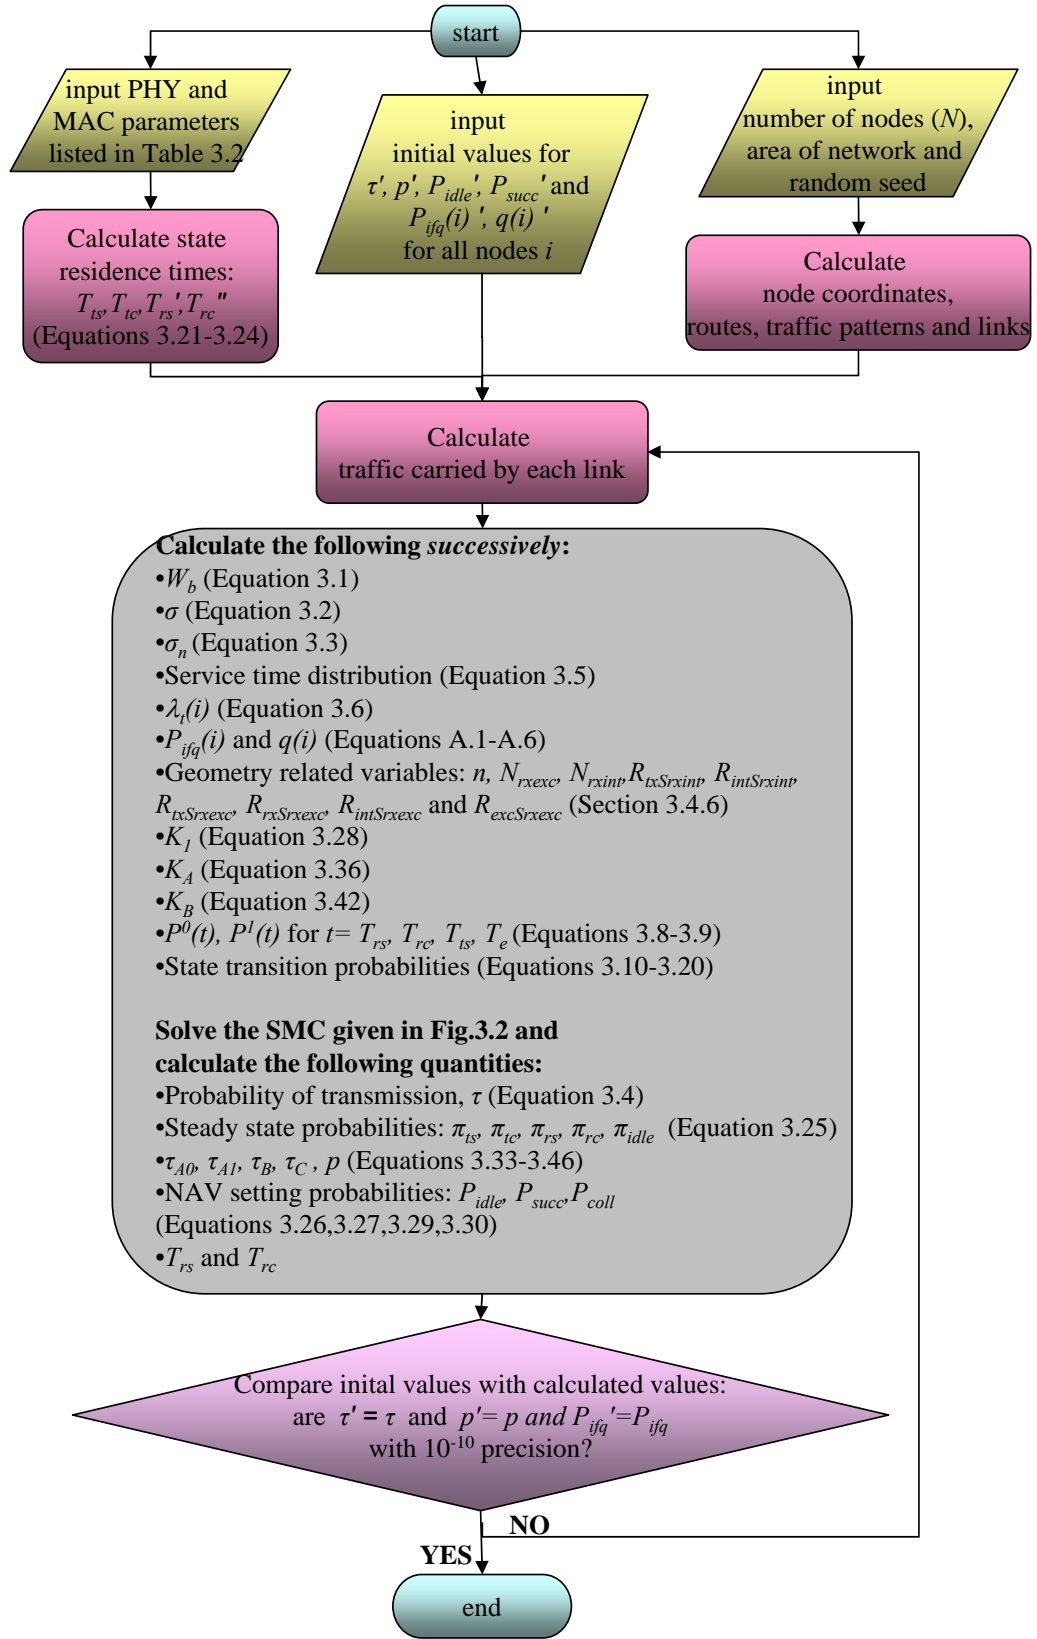 start
input PHY and
MAC parameters
listed in Table 3.2
input
initial values for
τ′, p′, P_idle′, P_succ′ and
P_ifq(i) ′, q(i) ′
for all nodes i
input
number of nodes (N),
area of network and
random seed
Calculate state
residence times:
T_ts,T_tc,T_rs′,T_rc″
(Equations 3.21-3.24)
Calculate
node coordinates,
routes, traffic patterns and links
Calculate
traffic carried by each link
Calculate the following successively:
•W_b (Equation 3.1)
•σ (Equation 3.2)
•σ_n (Equation 3.3)
•Service time distribution (Equation 3.5)
•λ_t(i) (Equation 3.6)
•P_ifq(i) and q(i) (Equations A.1-A.6)
•Geometry related variables: n, N_rxexc, N_rxint,R_txSrxint, R_intSrxint,
R_txSrxexc, R_rxSrxexc, R_intSrxexc and R_excSrxexc (Section 3.4.6)
•K_1 (Equation 3.28)
•K_A (Equation 3.36)
•K_B (Equation 3.42)
•P^0(t), P^1(t) for t= T_rs, T_rc, T_ts, T_e (Equations 3.8-3.9)
•State transition probabilities (Equations 3.10-3.20)
Solve the SMC given in Fig.3.2 and
calculate the following quantities:
•Probability of transmission, τ (Equation 3.4)
•Steady state probabilities: π_ts, π_tc, π_rs, π_rc, π_idle (Equation 3.25)
•τ_A0, τ_A1, τ_B, τ_C , p (Equations 3.33-3.46)
•NAV setting probabilities: P_idle, P_succ,P_coll
(Equations 3.26,3.27,3.29,3.30)
•T_rs and T_rc
Compare inital values with calculated values:
are τ′ = τ and p′= p and P_ifq′=P_ifq
with 10^-10 precision?
NO
YES
end